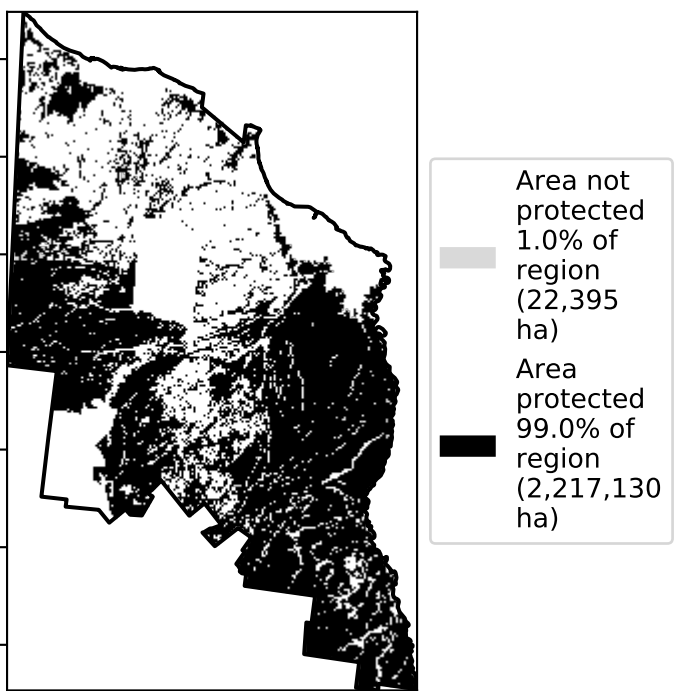 Area not
protected
1.0% of
region
(22,395
ha)
Area
protected
99.0% of
region
(2,217,130
ha)